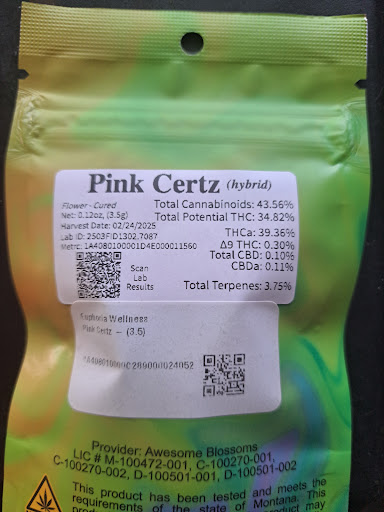 Pink Certz (hybrid)
Flower - Cured
Net: 0.12oz, (3.5g)
Harvest Date: 02/24/2025
Lab ID: 2503FID1302.7087
Metrc: 1A4080100001D4E000011560
Scan
Lab
Results
Total Cannabinoids: 43.56%
Total Potential THC: 34.82%
THCa: 39.36%
Δ9 THC: 0.30%
Total CBD: 0.10%
CBDa: 0.11%
Total Terpenes: 3.75%
Euphoria Wellness
Pink Certz - (3.5)
Provider: Awesome Blossoms
LIC # M-100472-001, C-100270-001,
C-100270-002, D-100501-001, D-100501-002
This product has been tested and meets the
requirements of the state of Montana. This
product may